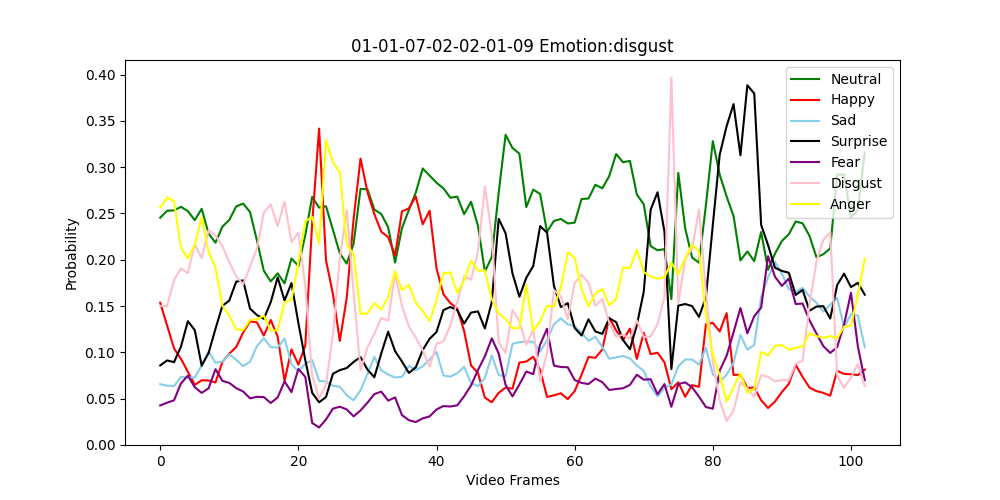 01-01-07-02-02-01-09 Emotion:disgust
0.40
0.35
0.30
0.25
0.20
0.15
0.10
0.05
0.00
Probability
0 20 40 60 80 100
Video Frames
Neutral
Happy
Sad
Surprise
Fear
Disgust
Anger